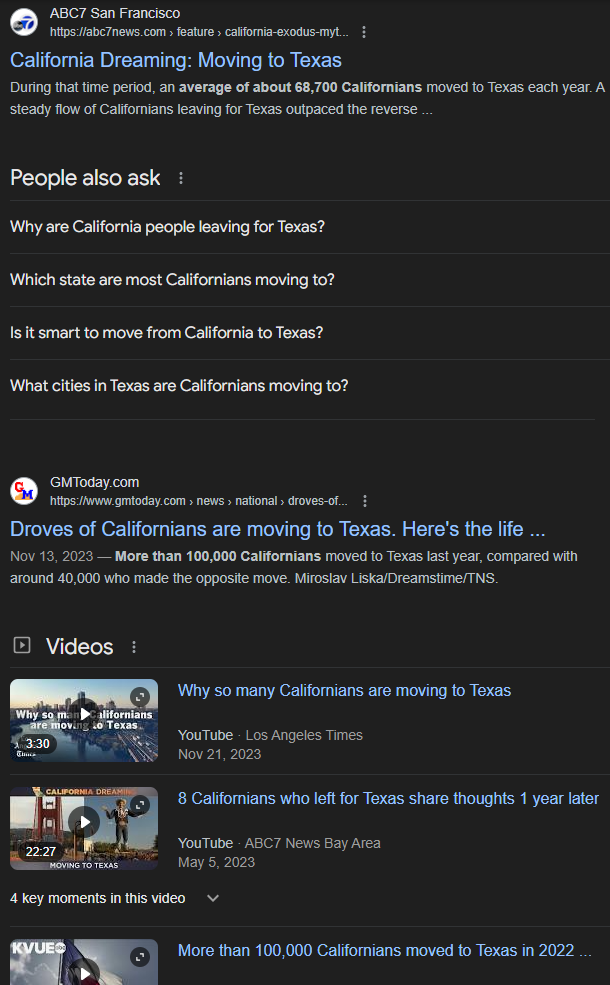 ABC7 San Francisco
https://abc7news.com › feature › california-exodus-myt...
California Dreaming: Moving to Texas
During that time period, an average of about 68,700 Californians moved to Texas each year. A
steady flow of Californians leaving for Texas outpaced the reverse ...
People also ask
Why are California people leaving for Texas?
Which state are most Californians moving to?
Is it smart to move from California to Texas?
What cities in Texas are Californians moving to?
GM
GMToday.com
https://www.gmtoday.com › news › national › droves-of...
Droves of Californians are moving to Texas. Here's the life ...
Nov 13, 2023 — More than 100,000 Californians moved to Texas last year, compared with
around 40,000 who made the opposite move. Miroslav Liska/Dreamstime/TNS.
Videos
Why so many Californians
are moving to Texas
3:30
Why so many Californians are moving to Texas
YouTube · Los Angeles Times
Nov 21, 2023
CALIFORNIA DREAMING
22:27
MOVING TO TEXAS
8 Californians who left for Texas share thoughts 1 year later
YouTube · ABC7 News Bay Area
May 5, 2023
4 key moments in this video
KVUE abc
More than 100,000 Californians moved to Texas in 2022 ...